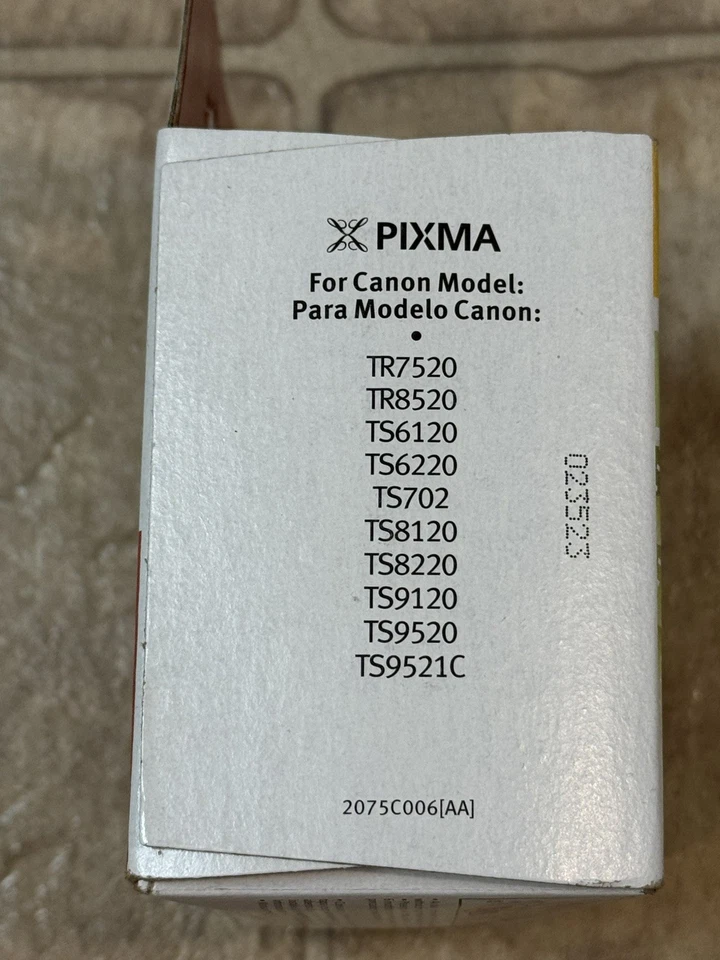 PIXMA
For Canon Model:
Para Modelo Canon:
•
TR7520
TR8520
TS6120
TS6220
TS702
TS8120
TS8220
TS9120
TS9520
TS9521C
023523
2075C006[AA]